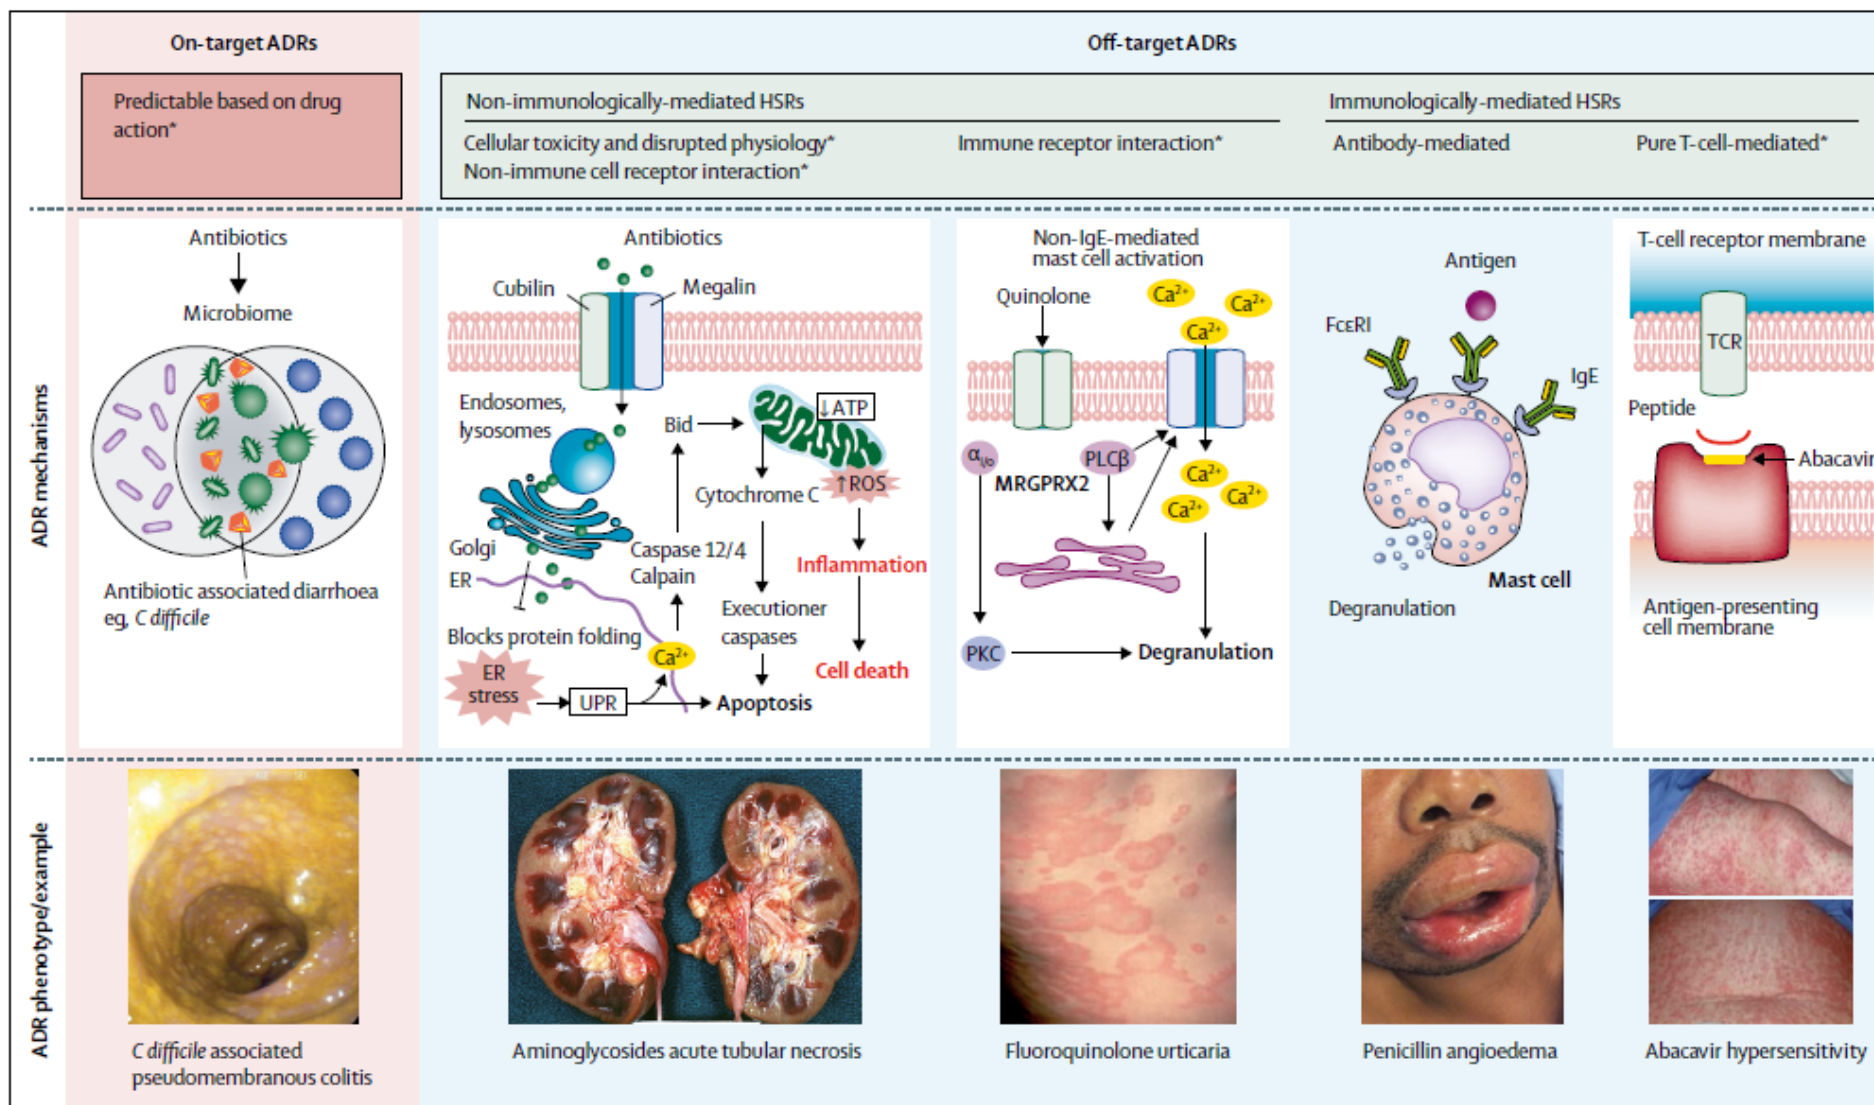 On-target ADRs
Off-target ADRs
Predictable based on drug
action*
Non-immunologically-mediated HSRs
Cellular toxicity and disrupted physiology*
Non-immune cell receptor interaction*
Immune receptor interaction*
Immunologically-mediated HSRs
Antibody-mediated
Pure T-cell-mediated*
ADR mechanisms
Antibiotics
Microbiome
Antibiotic associated diarrhoea
eg, C difficile
Antibiotics
Cubilin
Megalin
Endosomes,
lysosomes
Bid
↓ATP
Cytochrome C
↑ROS
Golgi
ER
Caspase 12/4
Calpain
Inflammation
Executioner
caspases
Blocks protein folding
Ca²⁺
Cell death
ER
stress
UPR
Apoptosis
Non-IgE-mediated
mast cell activation
Quinolone
Ca²⁺
Ca²⁺
Ca²⁺
αi/o
MRGPRX2
PLCβ
Ca²⁺
Ca²⁺
Ca²⁺
PKC
Degranulation
Antigen
FcεRI
IgE
Mast cell
Degranulation
T-cell receptor membrane
TCR
Peptide
Abacavir
Antigen-presenting
cell membrane
ADR phenotype/example
C difficile associated
pseudomembranous colitis
Aminoglycosides acute tubular necrosis
Fluoroquinolone urticaria
Penicillin angioedema
Abacavir hypersensitivity